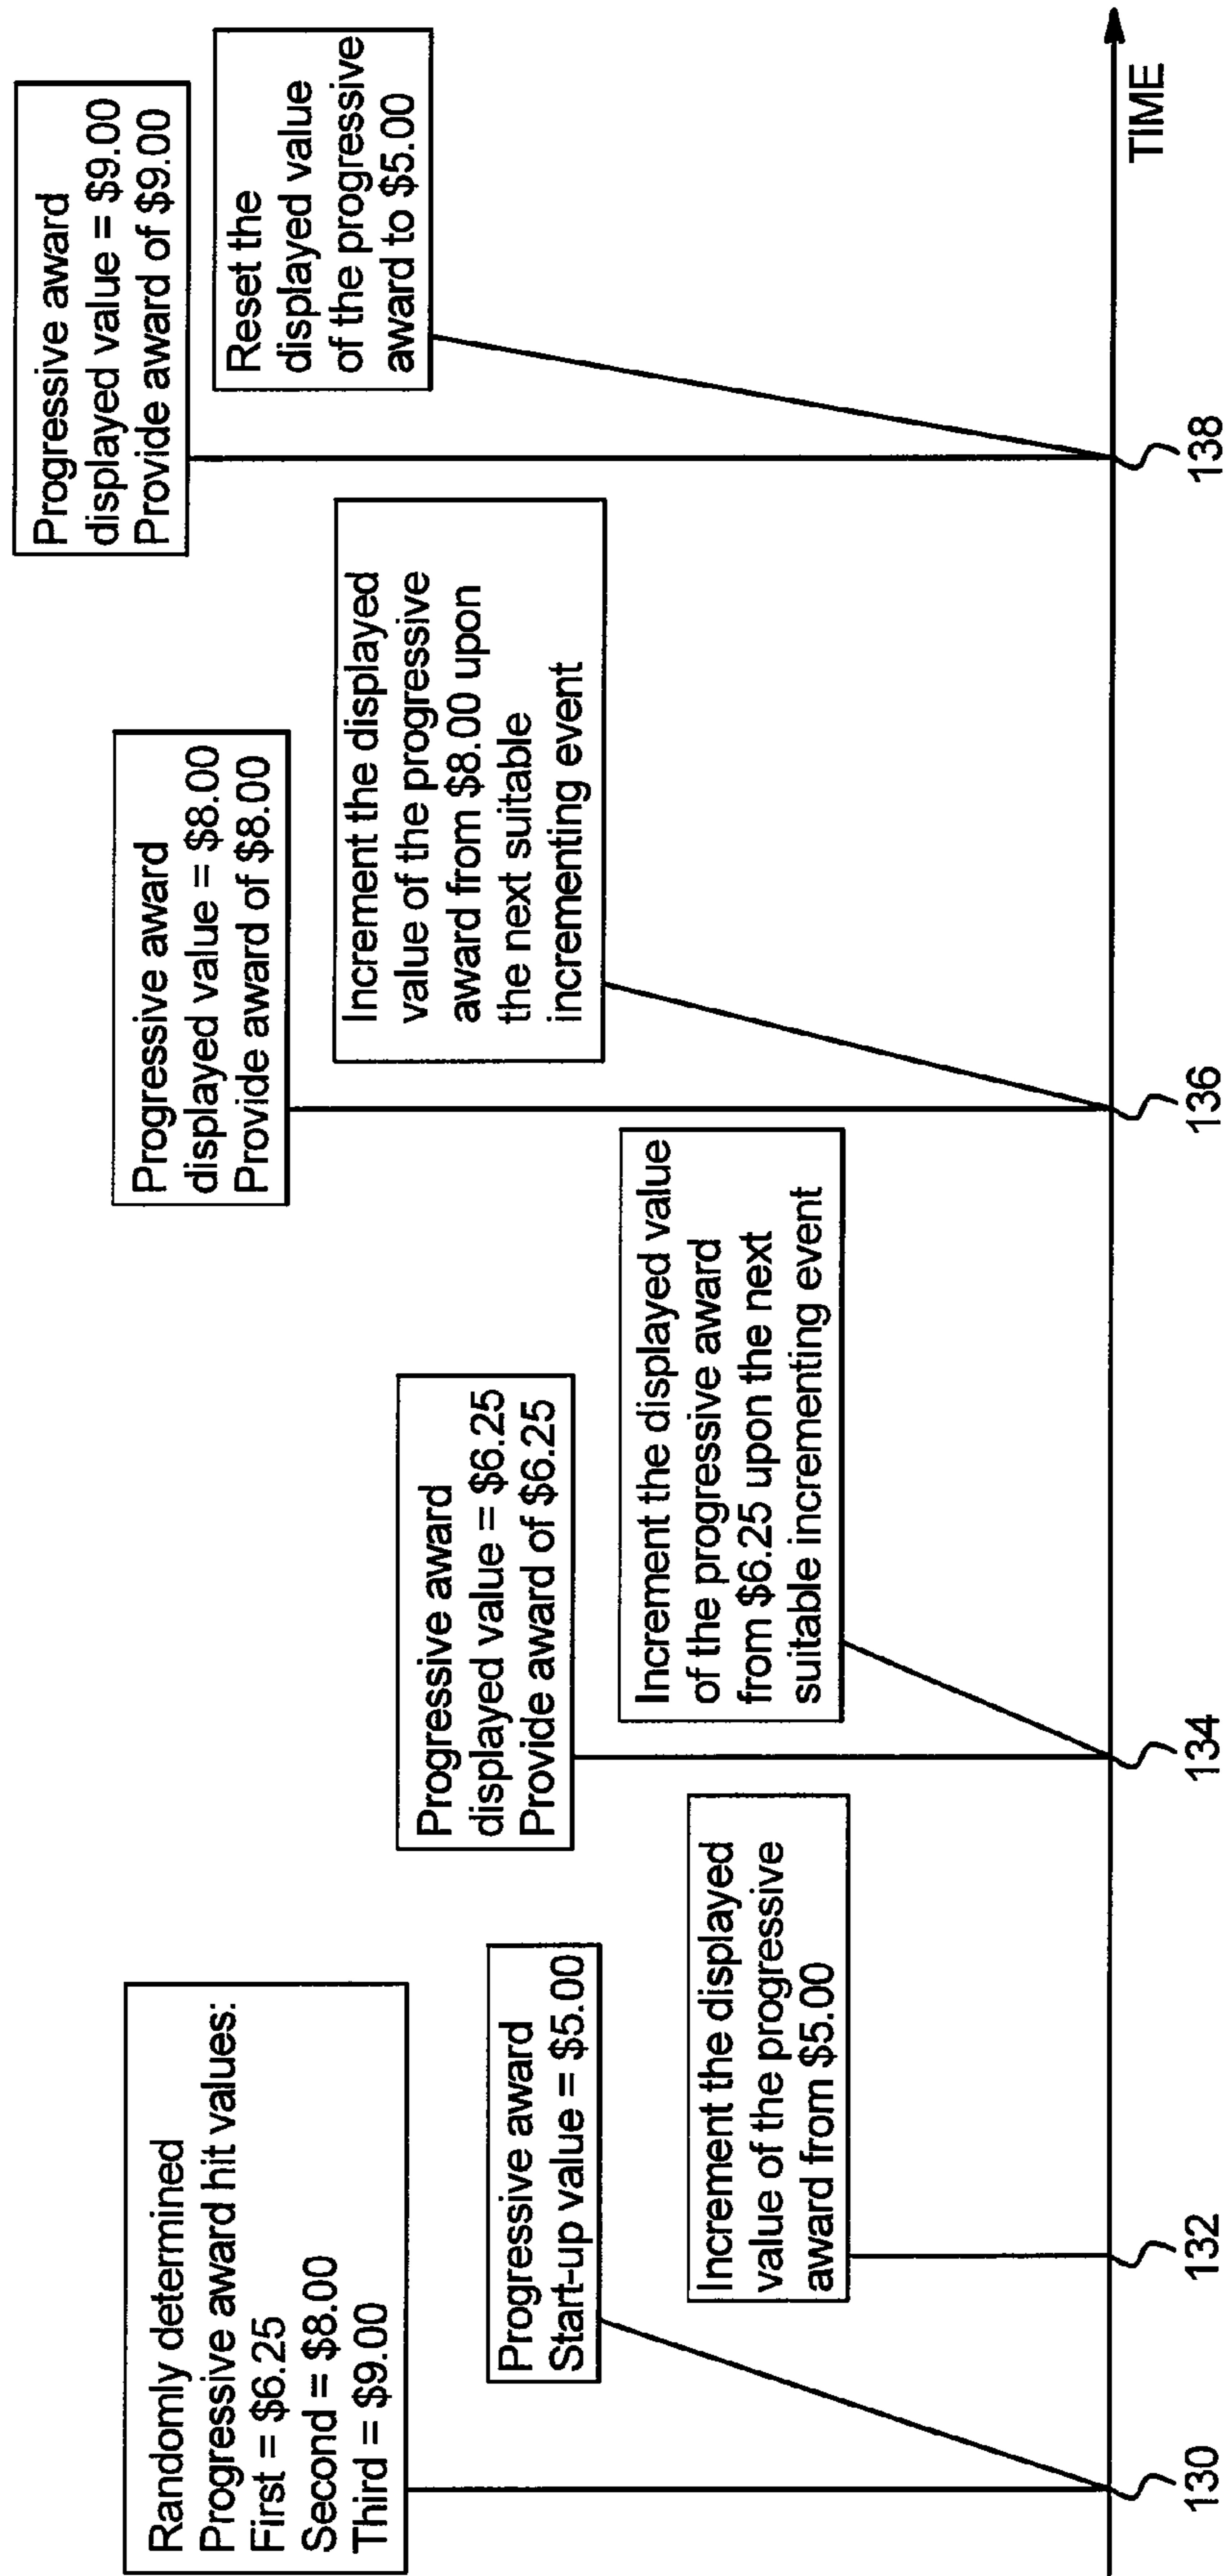 Randomly determined
Progressive award hit values:
First = $6.25
Second = $8.00
Third = $9.00
Progressive award
Start-up value = $5.00
Increment the displayed
value of the progressive
award from $5.00
Progressive award
displayed value = $6.25
Provide award of $6.25
Increment the displayed value
of the progressive award
from $6.25 upon the next
suitable incrementing event
Progressive award
displayed value = $8.00
Provide award of $8.00
Increment the displayed
value of the progressive
award from $8.00 upon
the next suitable
incrementing event
Progressive award
displayed value = $9.00
Provide award of $9.00
Reset the
displayed value
of the progressive
award to $5.00
130
132
134
136
138
TIME